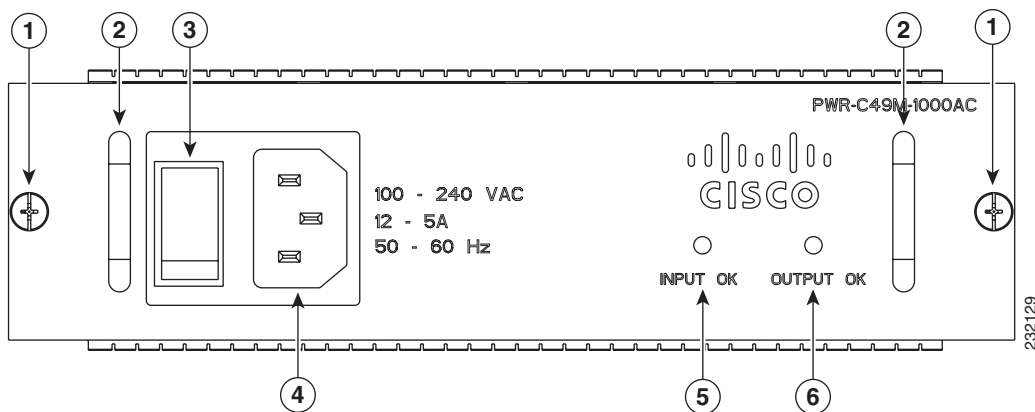 1
2
3
2
1
PWR-C49M-1000AC
CISCO
100 - 240 VAC
12 - 5A
50 - 60 Hz
INPUT OK
OUTPUT OK
4
5
6
232129